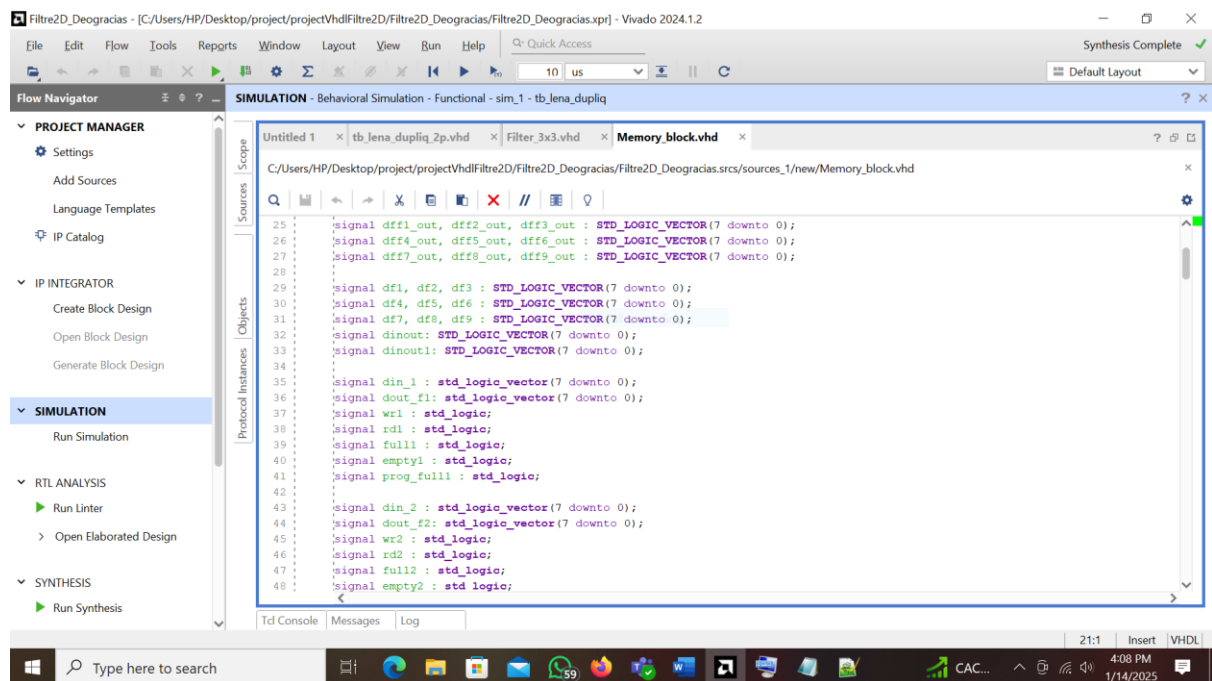 Filtre2D_Deogracias - [C:/Users/HP/Desktop/project/projectVhdlFiltre2D/Filtre2D_Deogracias/Filtre2D_Deogracias.xpr] - Vivado 2024.1.2
File Edit Flow Tools Reports Window Layout View Run Help Quick Access Synthesis Complete
10 us Default Layout
Flow Navigator SIMULATION - Behavioral Simulation - Functional - sim_1 - tb_lena_dupliq
PROJECT MANAGER
Settings
Add Sources
Language Templates
IP Catalog
IP INTEGRATOR
Create Block Design
Open Block Design
Generate Block Design
SIMULATION
Run Simulation
RTL ANALYSIS
Run Linter
Open Elaborated Design
SYNTHESIS
Run Synthesis
Scope
Sources
Objects
Protocol Instances
Untitled 1 tb_lena_dupliq_2p.vhd Filter_3x3.vhd Memory_block.vhd
C:/Users/HP/Desktop/project/projectVhdlFiltre2D/Filtre2D_Deogracias/Filtre2D_Deogracias.srcs/sources_1/new/Memory_block.vhd
25 signal dff1_out, dff2_out, dff3_out : STD_LOGIC_VECTOR(7 downto 0);
26 signal dff4_out, dff5_out, dff6_out : STD_LOGIC_VECTOR(7 downto 0);
27 signal dff7_out, dff8_out, dff9_out : STD_LOGIC_VECTOR(7 downto 0);
28
29 signal df1, df2, df3 : STD_LOGIC_VECTOR(7 downto 0);
30 signal df4, df5, df6 : STD_LOGIC_VECTOR(7 downto 0);
31 signal df7, df8, df9 : STD_LOGIC_VECTOR(7 downto 0);
32 signal dinout: STD_LOGIC_VECTOR(7 downto 0);
33 signal dinout1: STD_LOGIC_VECTOR(7 downto 0);
34
35 signal din_1 : std_logic_vector(7 downto 0);
36 signal dout_f1: std_logic_vector(7 downto 0);
37 signal wr1 : std_logic;
38 signal rd1 : std_logic;
39 signal full1 : std_logic;
40 signal empty1 : std_logic;
41 signal prog_full1 : std_logic;
42
43 signal din_2 : std_logic_vector(7 downto 0);
44 signal dout_f2: std_logic_vector(7 downto 0);
45 signal wr2 : std_logic;
46 signal rd2 : std_logic;
47 signal full2 : std_logic;
48 signal empty2 : std_logic;
Tcl Console Messages Log
21:1 Insert VHDL
Type here to search 59 CAC... 4:08 PM
1/14/2025